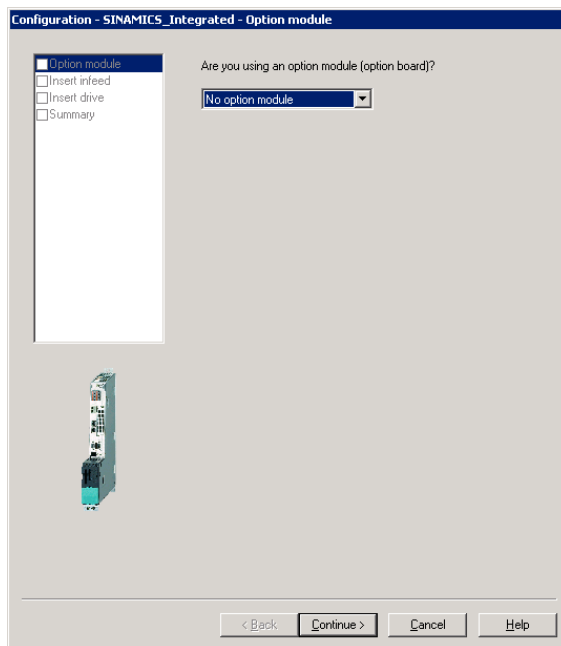 Configuration - SINAMICS_Integrated - Option module
Option module
Insert infeed
Insert drive
Summary
Are you using an option module (option board)?
No option module
< Back
Continue >
Cancel
Help